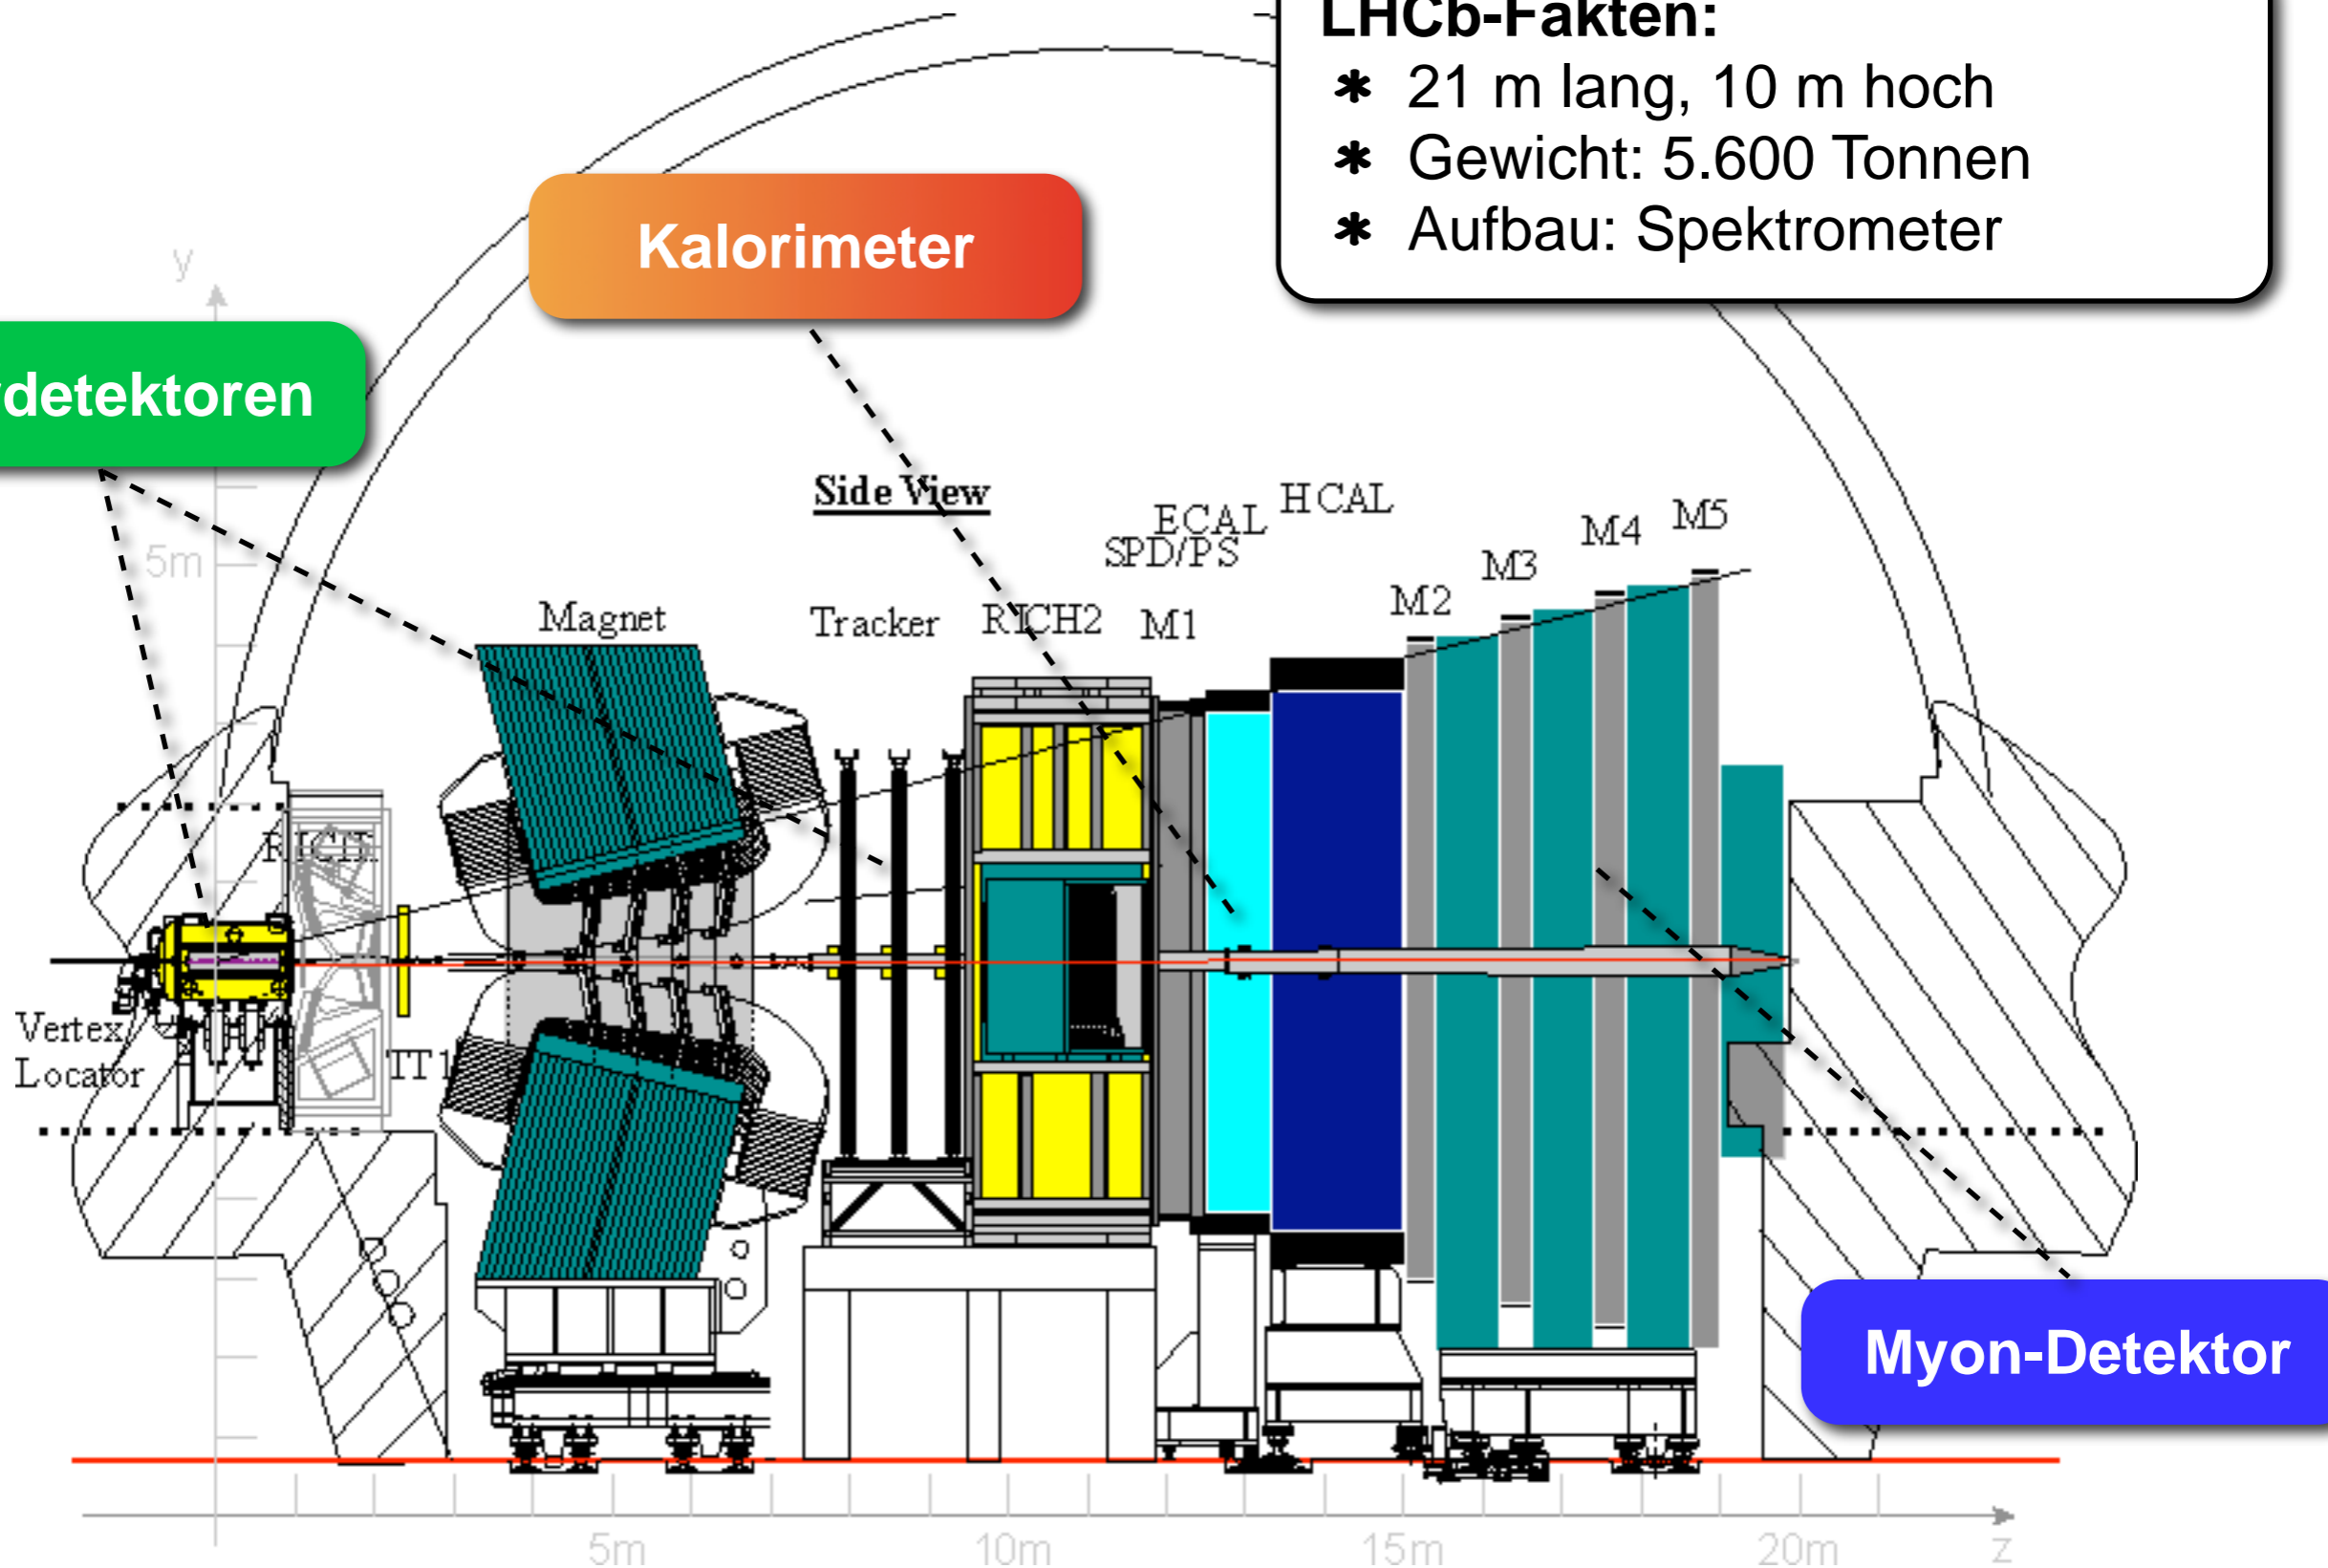 LHCb-Fakten:
✱ 21 m lang, 10 m hoch
✱ Gewicht: 5.600 Tonnen
✱ Aufbau: Spektrometer
Kalorimeter
y
detektoren
Side View
HCAL
ECAL
SPD/PS
M5
M4
M3
M2
5m
Magnet
Tracker
RICH2
M1
Vertex
Locator
TT1
Myon-Detektor
5m
10m
15m
20m
z